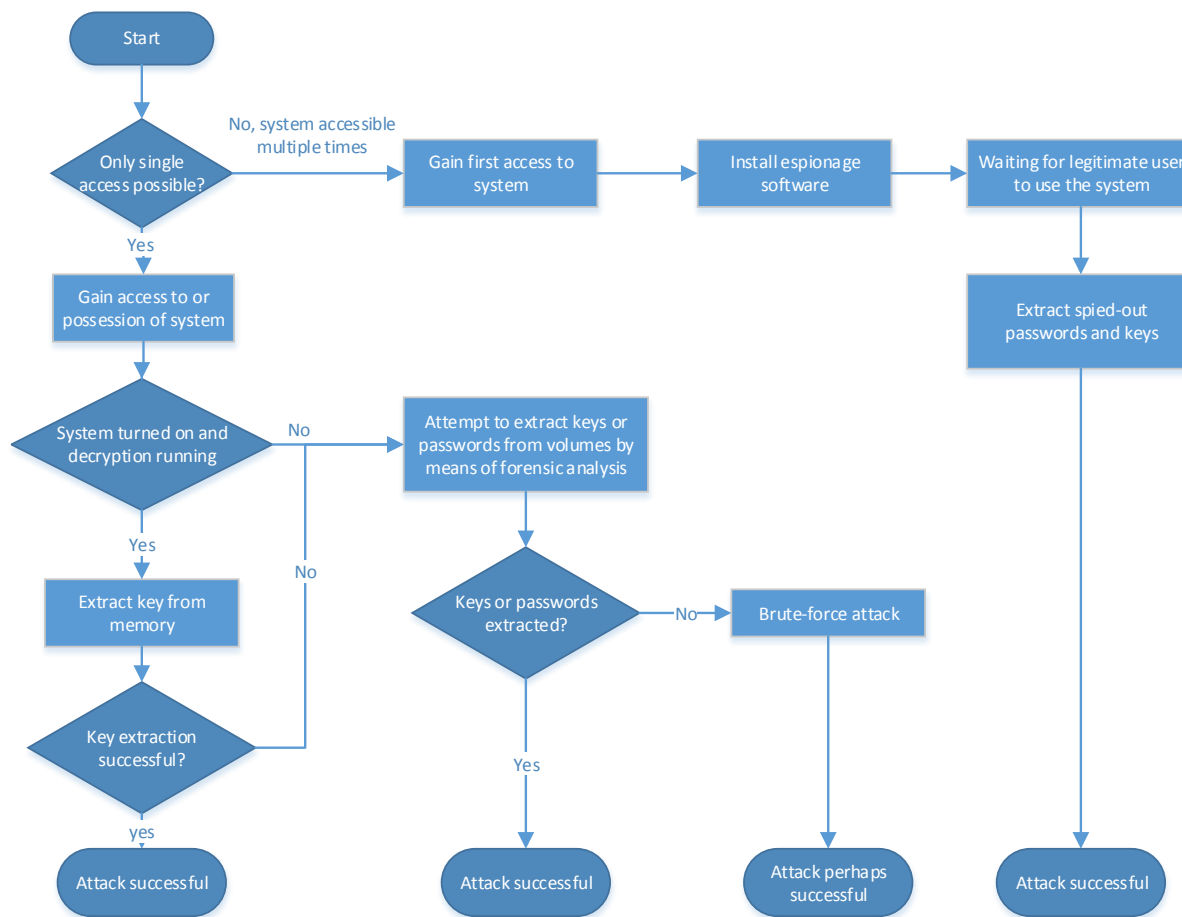 Start
No, system accessible
multiple times
Only single
access possible?
Gain first access to
system
Install espionage
software
Waiting for legitimate user
to use the system
Yes
Gain access to or
possession of system
Extract spied-out
passwords and keys
System turned on and
decryption running
No
Attempt to extract keys or
passwords from volumes by
means of forensic analysis
Yes
No
Extract key from
memory
Keys or passwords
extracted?
No
Brute-force attack
Key extraction
successful?
Yes
yes
Attack successful
Attack successful
Attack perhaps
successful
Attack successful